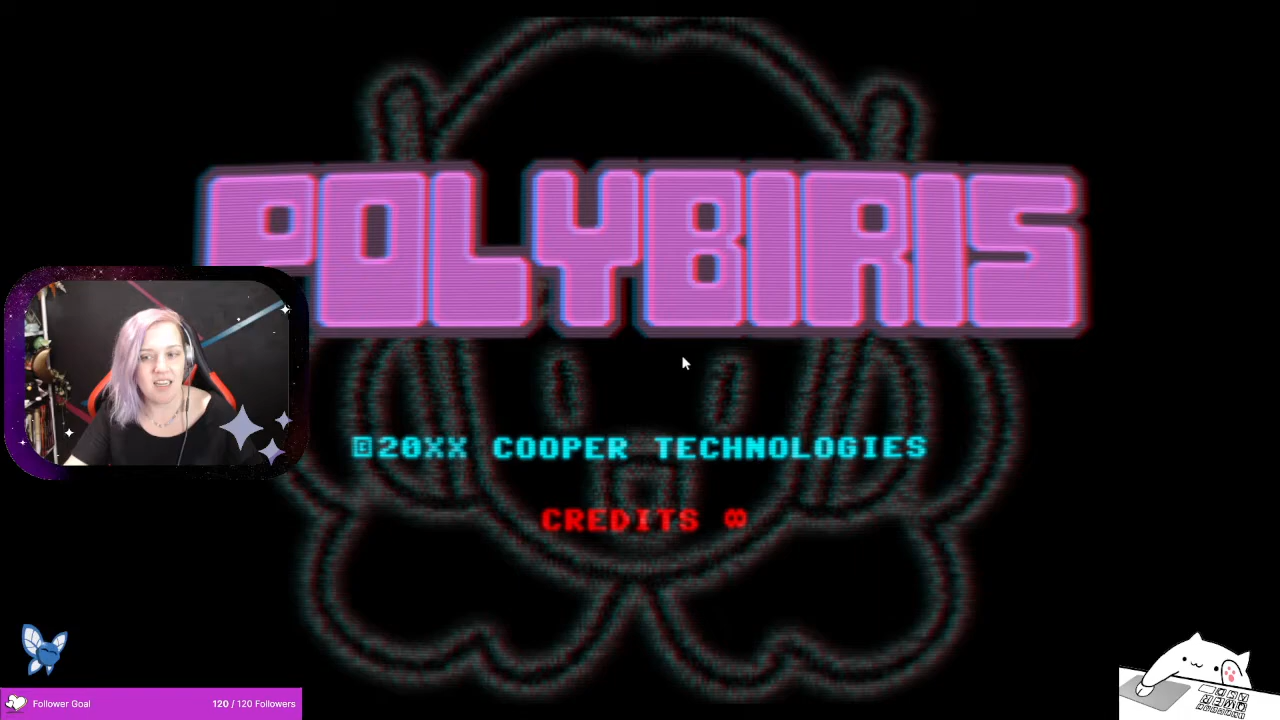 POLYBIRIS
©20XX COOPER TECHNOLOGIES
CREDITS ∞
Follower Goal
120 / 120 Followers